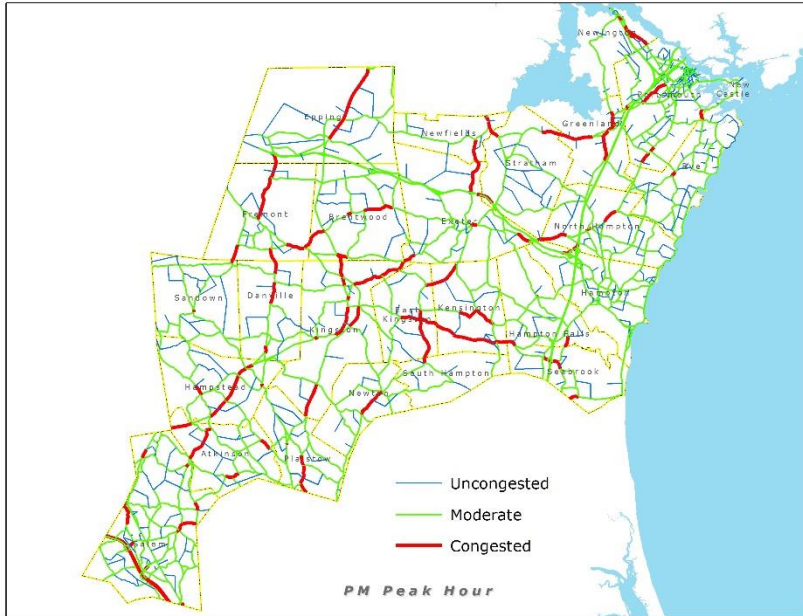 Newington
Portsmouth
New
Castle
Greenland
Epping
Newfields
Stratham
Rye
Fremont
Brentwood
Exeter
North Hampton
Sandown
Danville
Hampton
Kingston
East
Kingston
Kensington
Hampton Falls
Seabrook
South Hampton
Hempstead
Newton
Atkinson
Plaistow
Salem
Uncongested
Moderate
Congested
PM Peak Hour